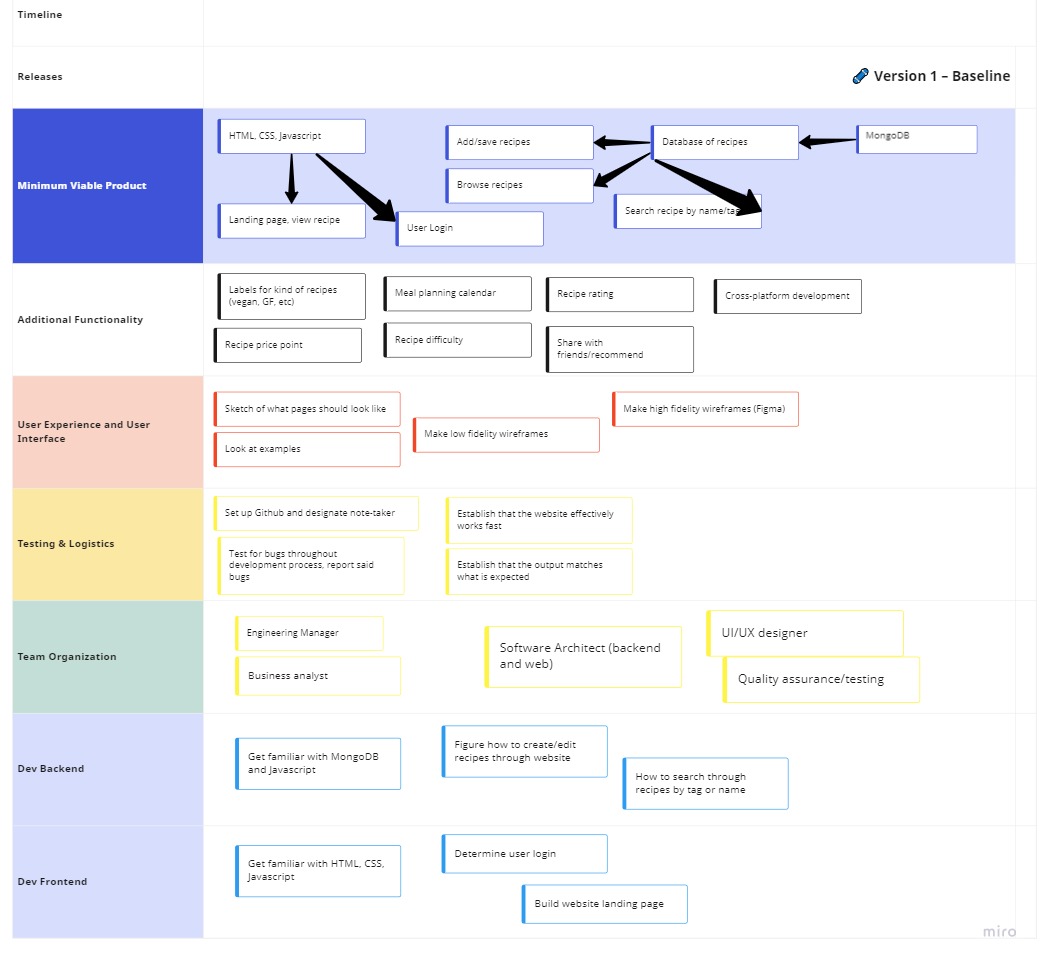 Timeline
Releases
Version 1 – Baseline
Minimum Viable Product
HTML, CSS, Javascript
Add/save recipes
Database of recipes
MongoDB
Browse recipes
Landing page, view recipe
User Login
Search recipe by name/tag
Additional Functionality
Labels for kind of recipes
(vegan, GF, etc)
Meal planning calendar
Recipe rating
Cross-platform development
Recipe price point
Recipe difficulty
Share with
friends/recommend
User Experience and User
Interface
Sketch of what pages should look like
Look at examples
Make low fidelity wireframes
Make high fidelity wireframes (Figma)
Testing & Logistics
Set up Github and designate note-taker
Test for bugs throughout
development process, report said
bugs
Establish that the website effectively
works fast
Establish that the output matches
what is expected
Team Organization
Engineering Manager
Business analyst
Software Architect (backend
and web)
UI/UX designer
Quality assurance/testing
Dev Backend
Get familiar with MongoDB
and Javascript
Figure how to create/edit
recipes through website
How to search through
recipes by tag or name
Dev Frontend
Get familiar with HTML, CSS,
Javascript
Determine user login
Build website landing page
miro